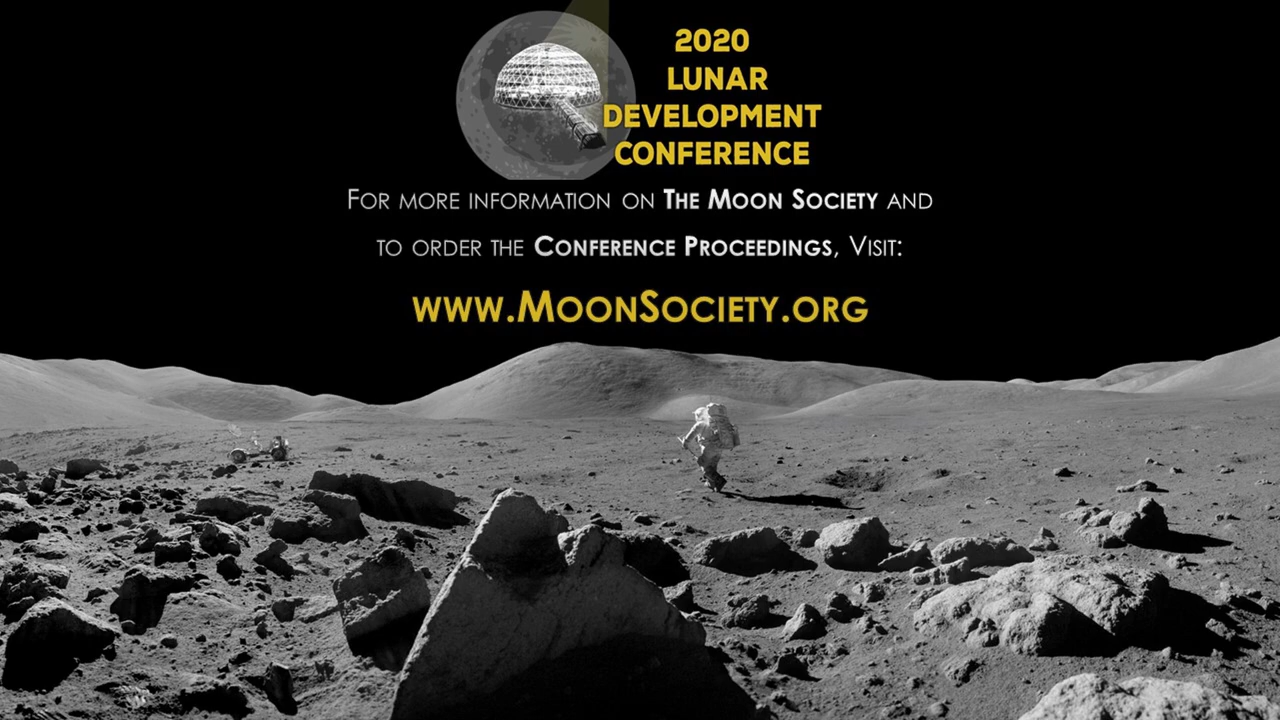 2020
LUNAR
DEVELOPMENT
CONFERENCE
For more information on The Moon Society and
to order the Conference Proceedings, Visit:
www.MoonSociety.org